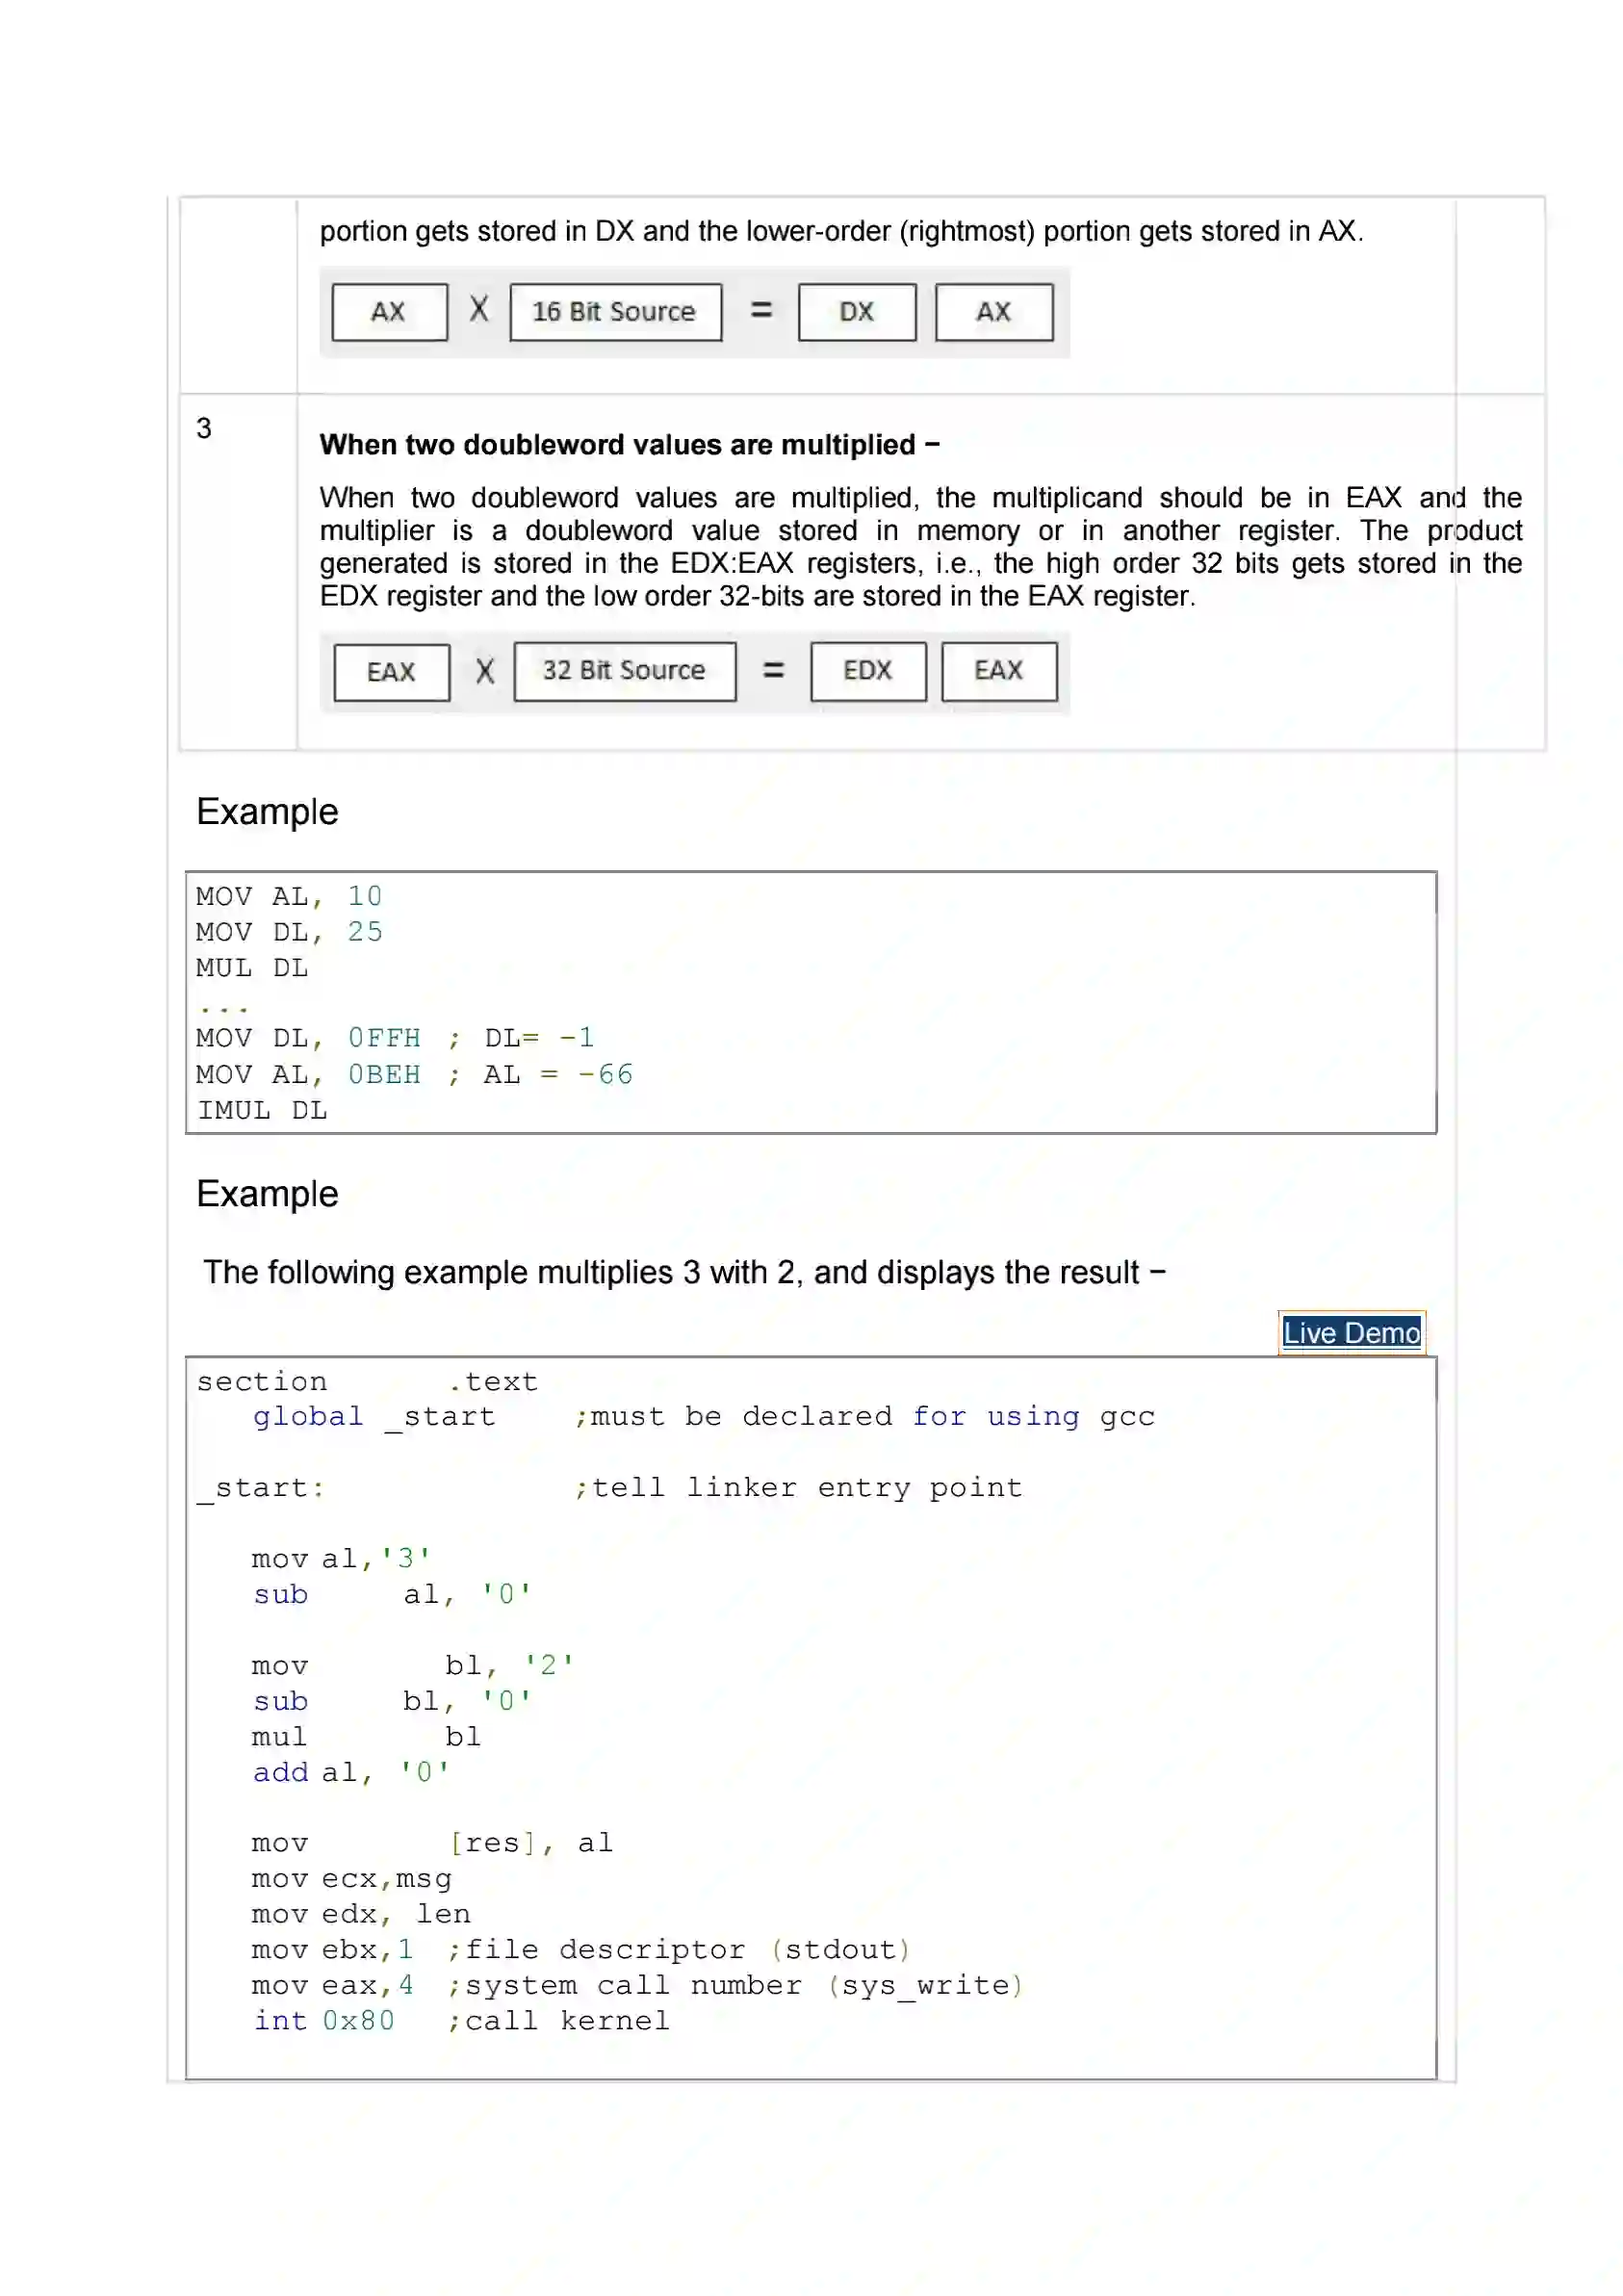 portion gets stored in DX and the lower-order (rightmost) portion gets stored in AX.
AX X 16 Bit Source = DX AX
3
When two doubleword values are multiplied −
When two doubleword values are multiplied, the multiplicand should be in EAX and the
multiplier is a doubleword value stored in memory or in another register. The product
generated is stored in the EDX:EAX registers, i.e., the high order 32 bits gets stored in the
EDX register and the low order 32-bits are stored in the EAX register.
EAX X 32 Bit Source = EDX EAX
Example
MOV AL, 10
MOV DL, 25
MUL DL
...
MOV DL, 0FFH ; DL= -1
MOV AL, 0BEH ; AL = -66
IMUL DL
Example
The following example multiplies 3 with 2, and displays the result −
Live Demo
section .text
global _start ;must be declared for using gcc
_start: ;tell linker entry point
mov al,'3'
sub al, '0'
mov bl, '2'
sub bl, '0'
mul bl
add al, '0'
mov [res], al
mov ecx,msg
mov edx, len
mov ebx,1 ;file descriptor (stdout)
mov eax,4 ;system call number (sys_write)
int 0x80 ;call kernel